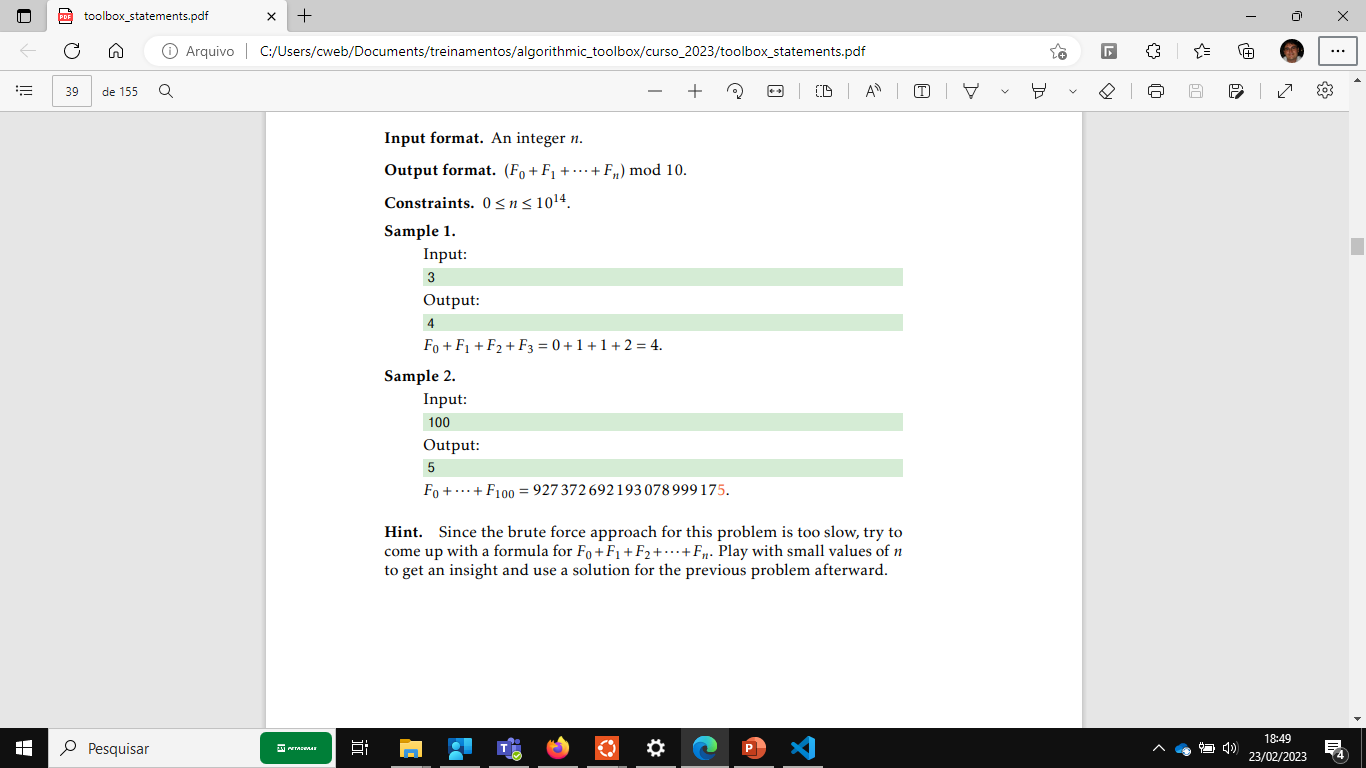 toolbox_statements.pdf
Arquivo C:/Users/cweb/Documents/treinamentos/algorithmic_toolbox/curso_2023/toolbox_statements.pdf
39 de 155
Input format. An integer n.
Output format. (F₀ + F₁ + ··· + Fₙ) mod 10.
Constraints. 0 ≤ n ≤ 10¹⁴.
Sample 1.
Input:
3
Output:
4
F₀ + F₁ + F₂ + F₃ = 0 + 1 + 1 + 2 = 4.
Sample 2.
Input:
100
Output:
5
F₀ + ··· + F₁₀₀ = 927 372 692 193 078 999 175.
Hint. Since the brute force approach for this problem is too slow, try to
come up with a formula for F₀ + F₁ + F₂ + ··· + Fₙ. Play with small values of n
to get an insight and use a solution for the previous problem afterward.
Pesquisar
PETROBRAS
18:49
23/02/2023
4